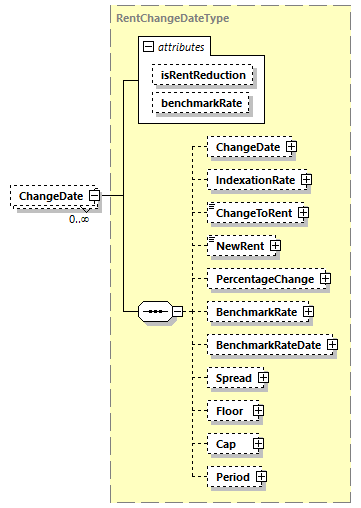 RentChangeDateType
attributes
isRentReduction
benchmarkRate
ChangeDate
0..∞
ChangeDate
IndexationRate
ChangeToRent
NewRent
PercentageChange
BenchmarkRate
BenchmarkRateDate
Spread
Floor
Cap
Period